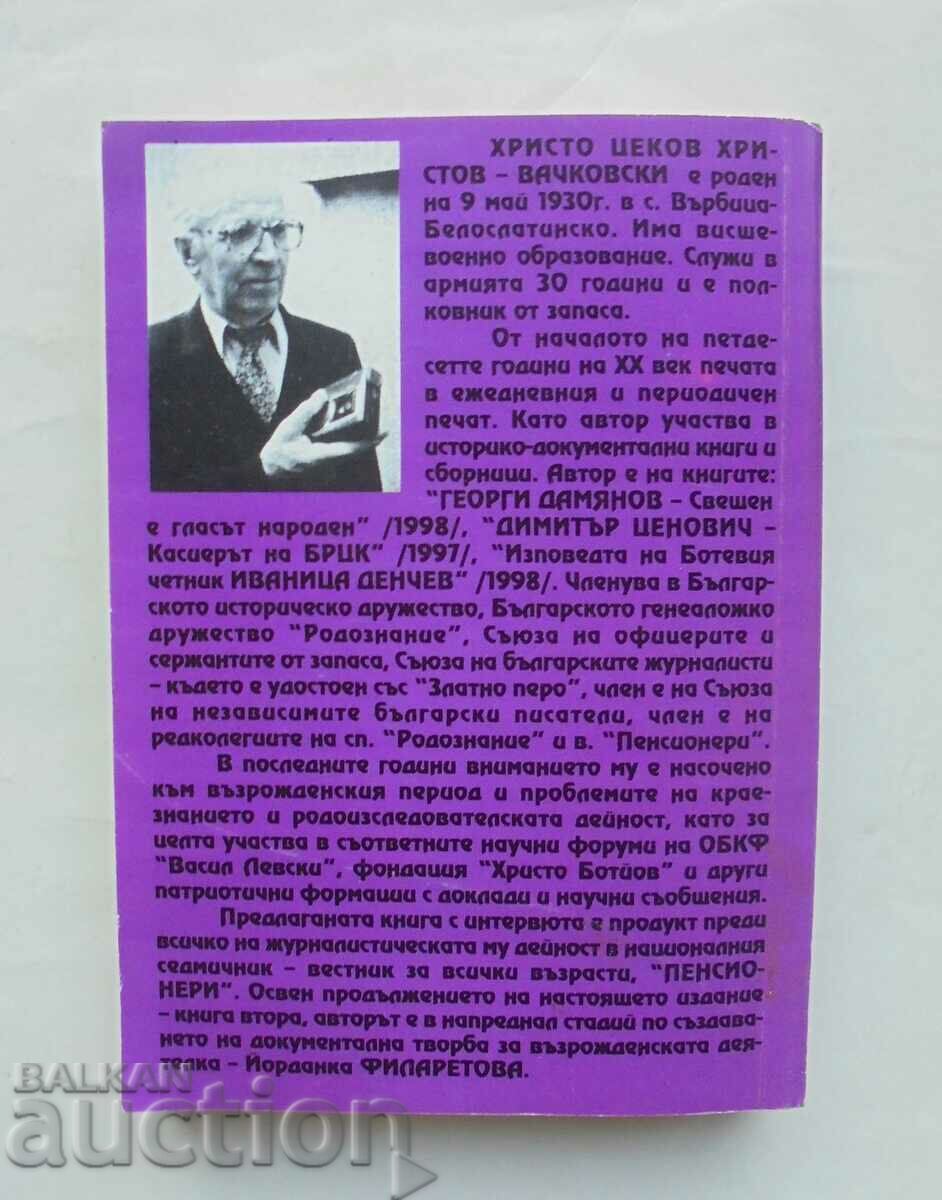 ХРИСТО ЦЕКОВ ХРИ-
СТОВ – ВАЧКОВСКИ е роден
на 9 май 1930г. в с. Върбица-
Белослатинско. Има висше-
военно образование. Служи в
армията 30 години и е пол-
ковник от запаса.
От началото на петде-
сетте години на XX век печата
в ежедневния и периодичен
печат. Като автор участва в
историко-документални книги и
сборници. Автор е на книгите:
“ГЕОРГИ ДАМЯНОВ – Свещен
е гласът народен” /1998/, “ДИМИТЪР ЦЕНОВИЧ –
Касиерът на БРЦК” /1997/, “Изповедта на Ботевия
четник ИВАНИЦА ДЕНЧЕВ” /1998/. Членува в Българ-
ското историческо дружество, Българското генеаложко
дружество “Родознание”, Съюза на офицерите и
сержантите от запаса, Съюза на българските журналисти
– където е удостоен със “Златно перо”, член е на Съюза
на независимите български писатели, член е на
редколегиите на сп. “Родознание” и в. “Пенсионери”.
В последните години вниманието му е насочено
към възрожденския период и проблемите на крае-
знанието и родоизследователската дейност, като за
целта участва в съответните научни форуми на ОБКФ
“Васил Левски”, фондация “Христо Ботйов” и други
патриотични формации с доклади и научни съобщения.
Предлаганата книга с интервюта е продукт преди
всичко на журналистическата му дейност в националния
седмичник – вестник за всички възрасти, “ПЕНСИО-
НЕРИ”. Освен продължението на настоящето издание
– книга втора, авторът е в напреднал стадий по създава-
нето на документална творба за възрожденската дея-
телка – Йорданка ФИЛАРЕТОВА.
BALKAN
auction